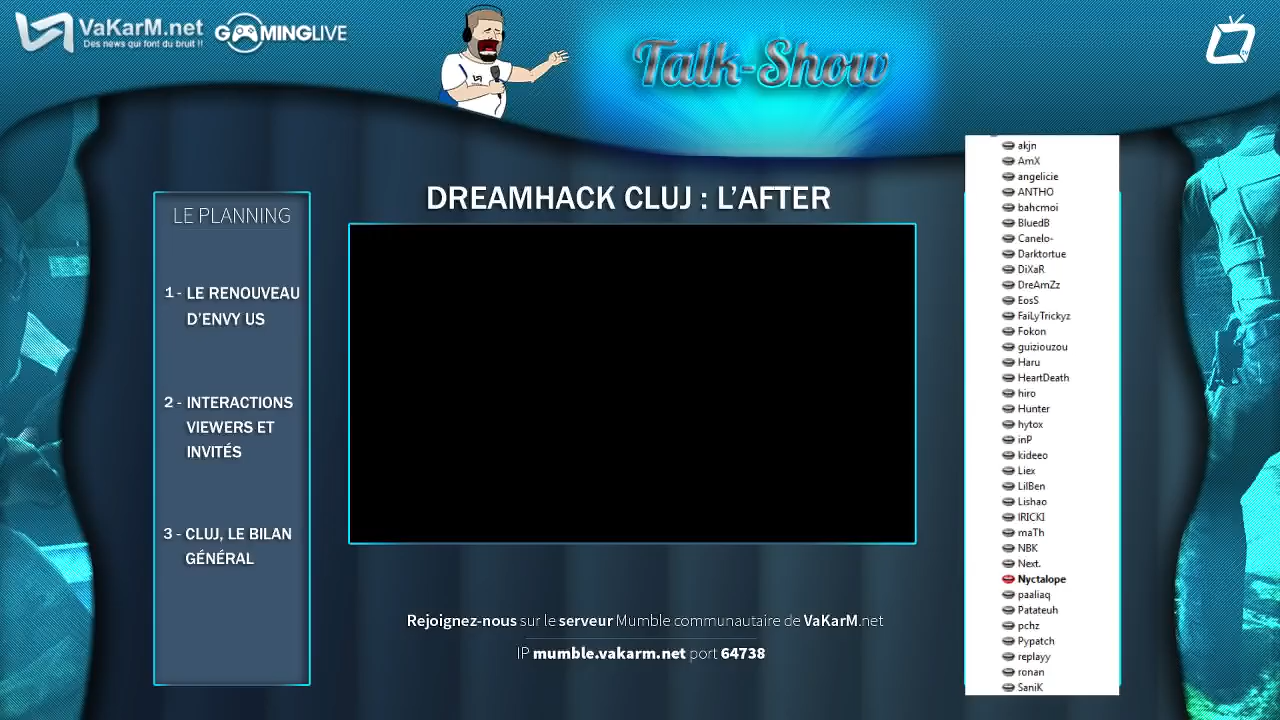 VaKarM.net
Des news qui font du bruit !!
GAMINGLIVE
Talk-Show
TV
LE PLANNING
1 - LE RENOUVEAU
D'ENVY US
2 - INTERACTIONS
VIEWERS ET
INVITÉS
3 - CLUJ, LE BILAN
GÉNÉRAL
DREAMHACK CLUJ : L'AFTER
Rejoignez-nous sur le serveur Mumble communautaire de VaKarM.net
IP mumble.vakarm.net port 64738
akjn
AmX
angelicie
ANTHO
bahcmoi
BluedB
Canelo-
Darktortue
DiXaR
DreAmZz
EosS
FaiLyTrickyz
Fokon
guiziouzou
Haru
HeartDeath
hiro
Hunter
hytox
inP
kideeo
Liex
LilBen
Lishao
lRICKI
maTh
NBK
Next.
Nyctalope
paaliaq
Patateuh
pchz
Pypatch
replayy
ronan
SaniK